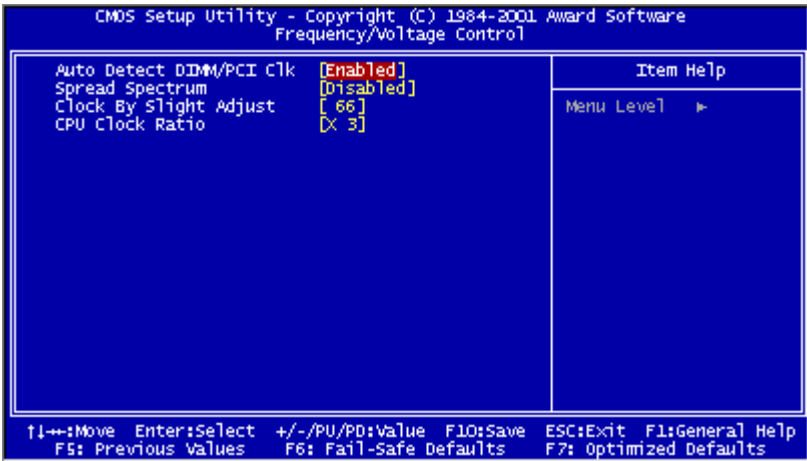 CMOS Setup Utility - Copyright (C) 1984-2001 Award Software
Frequency/Voltage Control
Auto Detect DIMM/PCI Clk [Enabled]
Spread Spectrum [Disabled]
Clock By Slight Adjust [ 66]
CPU Clock Ratio [X 3]
Item Help
Menu Level ►
↑↓→←:Move Enter:Select +/-/PU/PD:Value F10:Save ESC:Exit F1:General Help
F5: Previous Values F6: Fail-Safe Defaults F7: Optimized Defaults